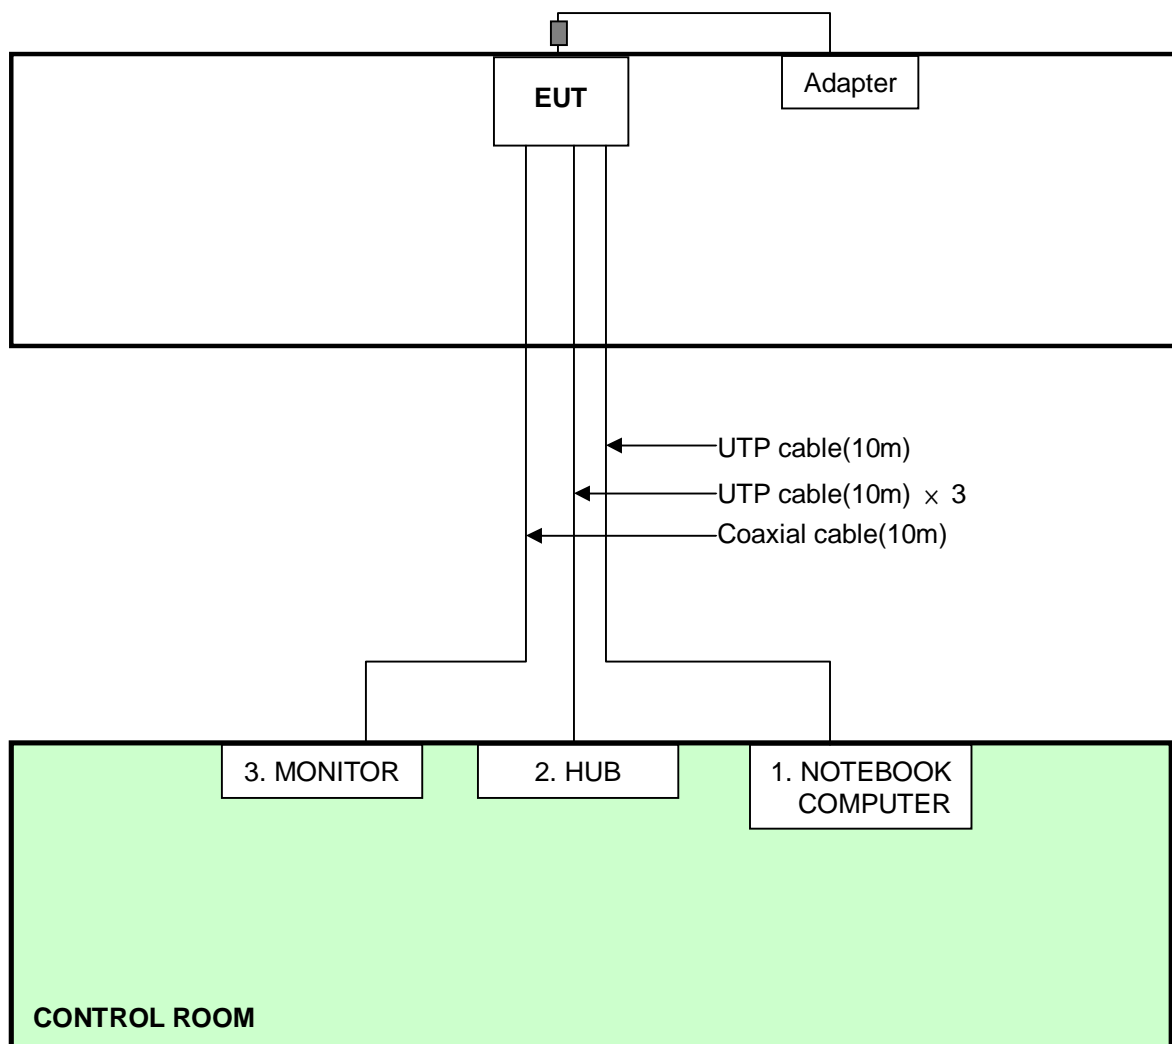 EUT
Adapter
UTP cable(10m)
UTP cable(10m) × 3
Coaxial cable(10m)
3. MONITOR
2. HUB
1. NOTEBOOK
COMPUTER
CONTROL ROOM